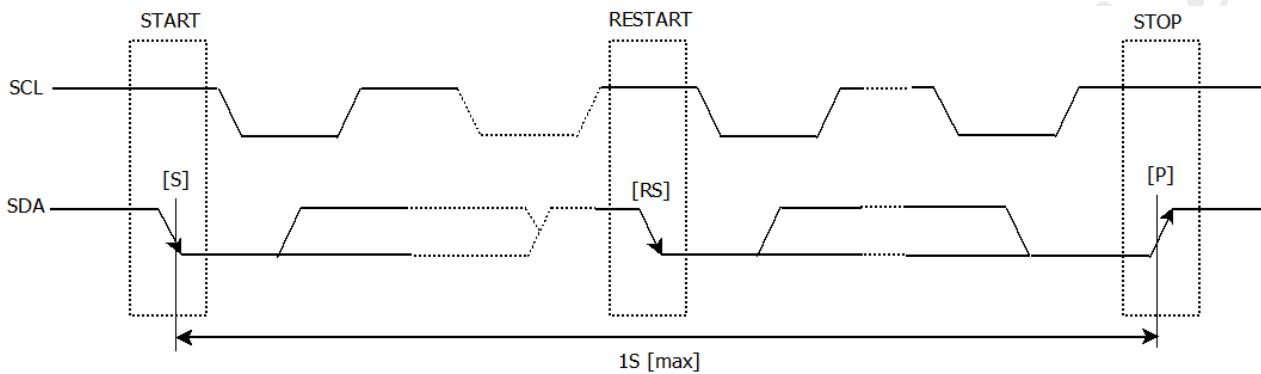 START
RESTART
STOP
SCL
[S]
[RS]
[P]
SDA
1S [max]